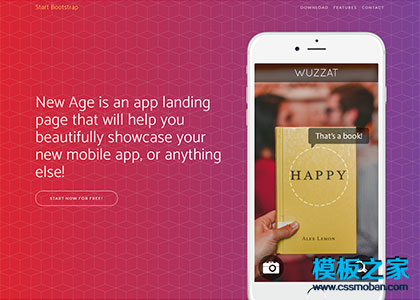 Start Bootstrap
DOWNLOAD FEATURES CONTACT
WUZZAT
New Age is an app landing
page that will help you
beautifully showcase your
new mobile app, or anything
else!
START NOW FOR FREE!
That's a book!
HAPPY
ALEX LEMON
模板之家
www.cssmoban.com